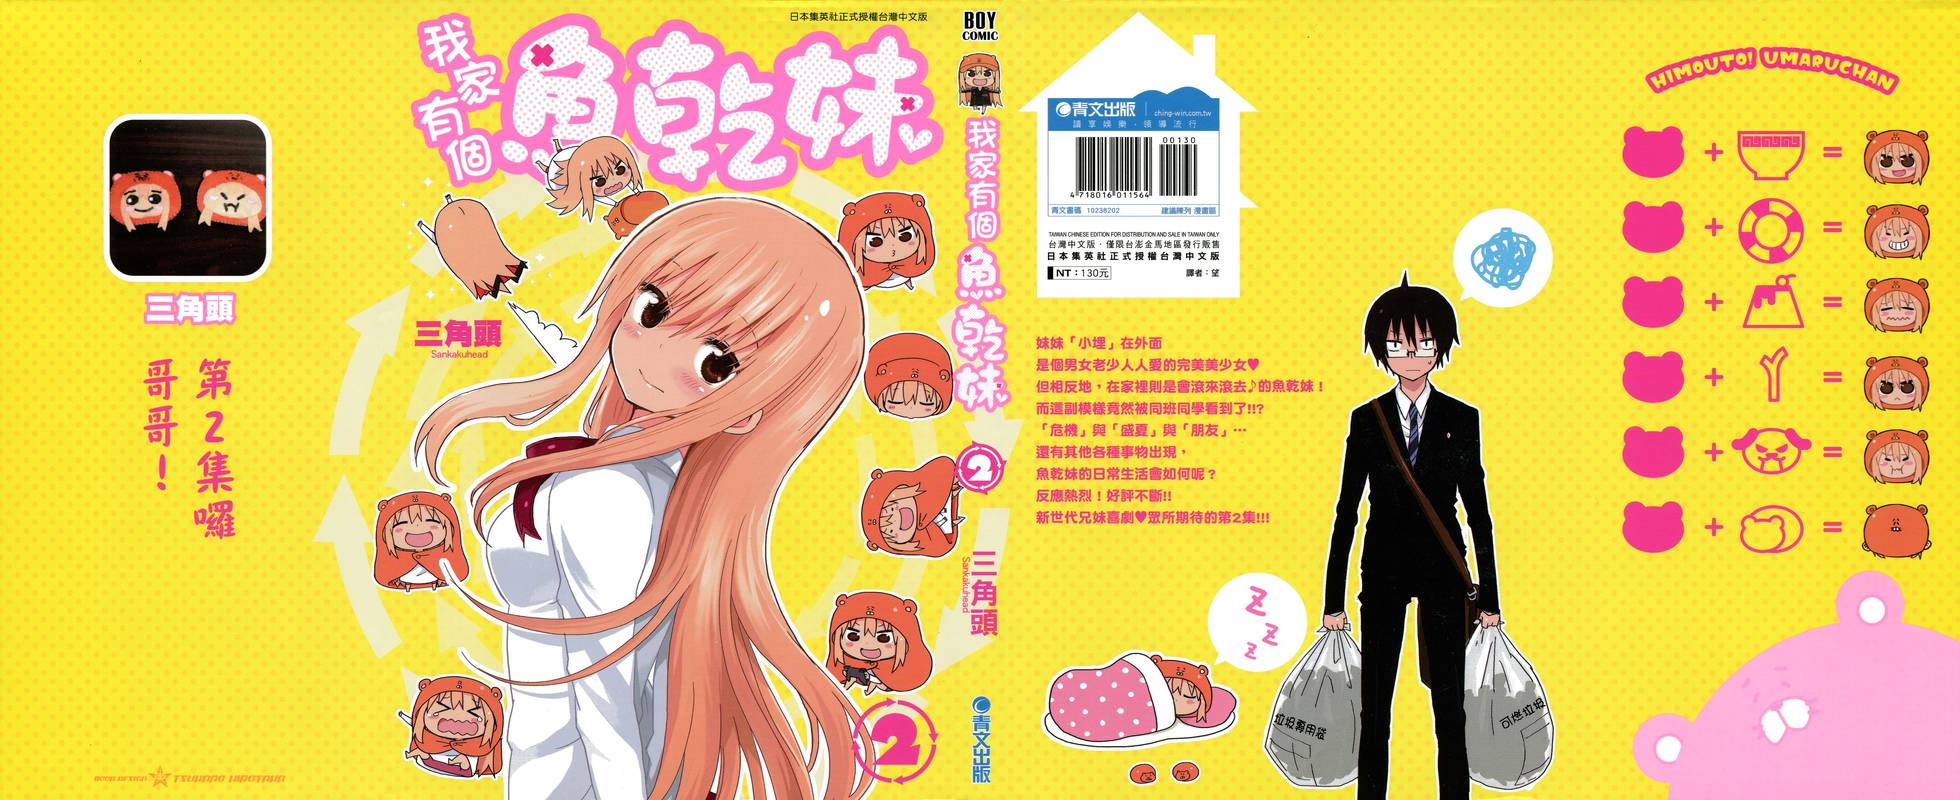 三角頭
第2集囉
哥哥！
BOOK DESIGN TSUYANO HIROTAKA
日本集英社正式授權台灣中文版
我家有個
魚乾妹
三角頭
Sankakuhead
2
BOY
COMIC
我家有個
魚乾妹
2
三角頭
Sankakuhead
青文出版
青文出版 ching-win.com.tw
讀享娛樂・領導流行
00130
4 718016 011564
青文書碼 10238202 建議陳列 漫畫區
TAIWAN CHINESE EDITION FOR DISTRIBUTION AND SALE IN TAIWAN ONLY
台灣中文版・僅限台澎金馬地區發行販售
日本集英社正式授權台灣中文版
NT：130元 譯者：望
妹妹「小埋」在外面
是個男女老少人人愛的完美美少女♥
但相反地，在家裡則是會滾來滾去♪的魚乾妹！
而這副模樣竟然被同班同學看到了!!?
「危機」與「盛夏」與「朋友」…
還有其他各種事物出現，
魚乾妹的日常生活會如何呢？
反應熱烈！好評不斷!!
新世代兄妹喜劇♥眾所期待的第2集!!!
Z
Z
Z
垃圾專用袋
可燃垃圾
HIMOUTO! UMARUCHAN
+ =
+ =
+ =
+ =
+ =
+ =